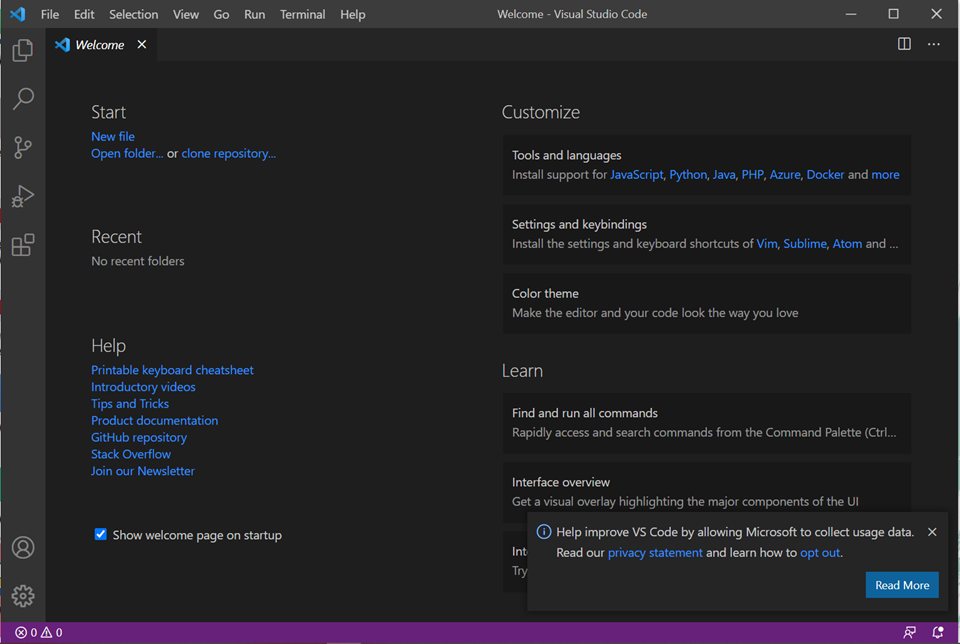 File Edit Selection View Go Run Terminal Help Welcome - Visual Studio Code
Welcome
Start
New file
Open folder... or clone repository...
Recent
No recent folders
Help
Printable keyboard cheatsheet
Introductory videos
Tips and Tricks
Product documentation
GitHub repository
Stack Overflow
Join our Newsletter
Show welcome page on startup
Customize
Tools and languages
Install support for JavaScript, Python, Java, PHP, Azure, Docker and more
Settings and keybindings
Install the settings and keyboard shortcuts of Vim, Sublime, Atom and ...
Color theme
Make the editor and your code look the way you love
Learn
Find and run all commands
Rapidly access and search commands from the Command Palette (Ctrl...
Interface overview
Get a visual overlay highlighting the major components of the UI
Int
Try
Help improve VS Code by allowing Microsoft to collect usage data.
Read our privacy statement and learn how to opt out.
Read More
0 0